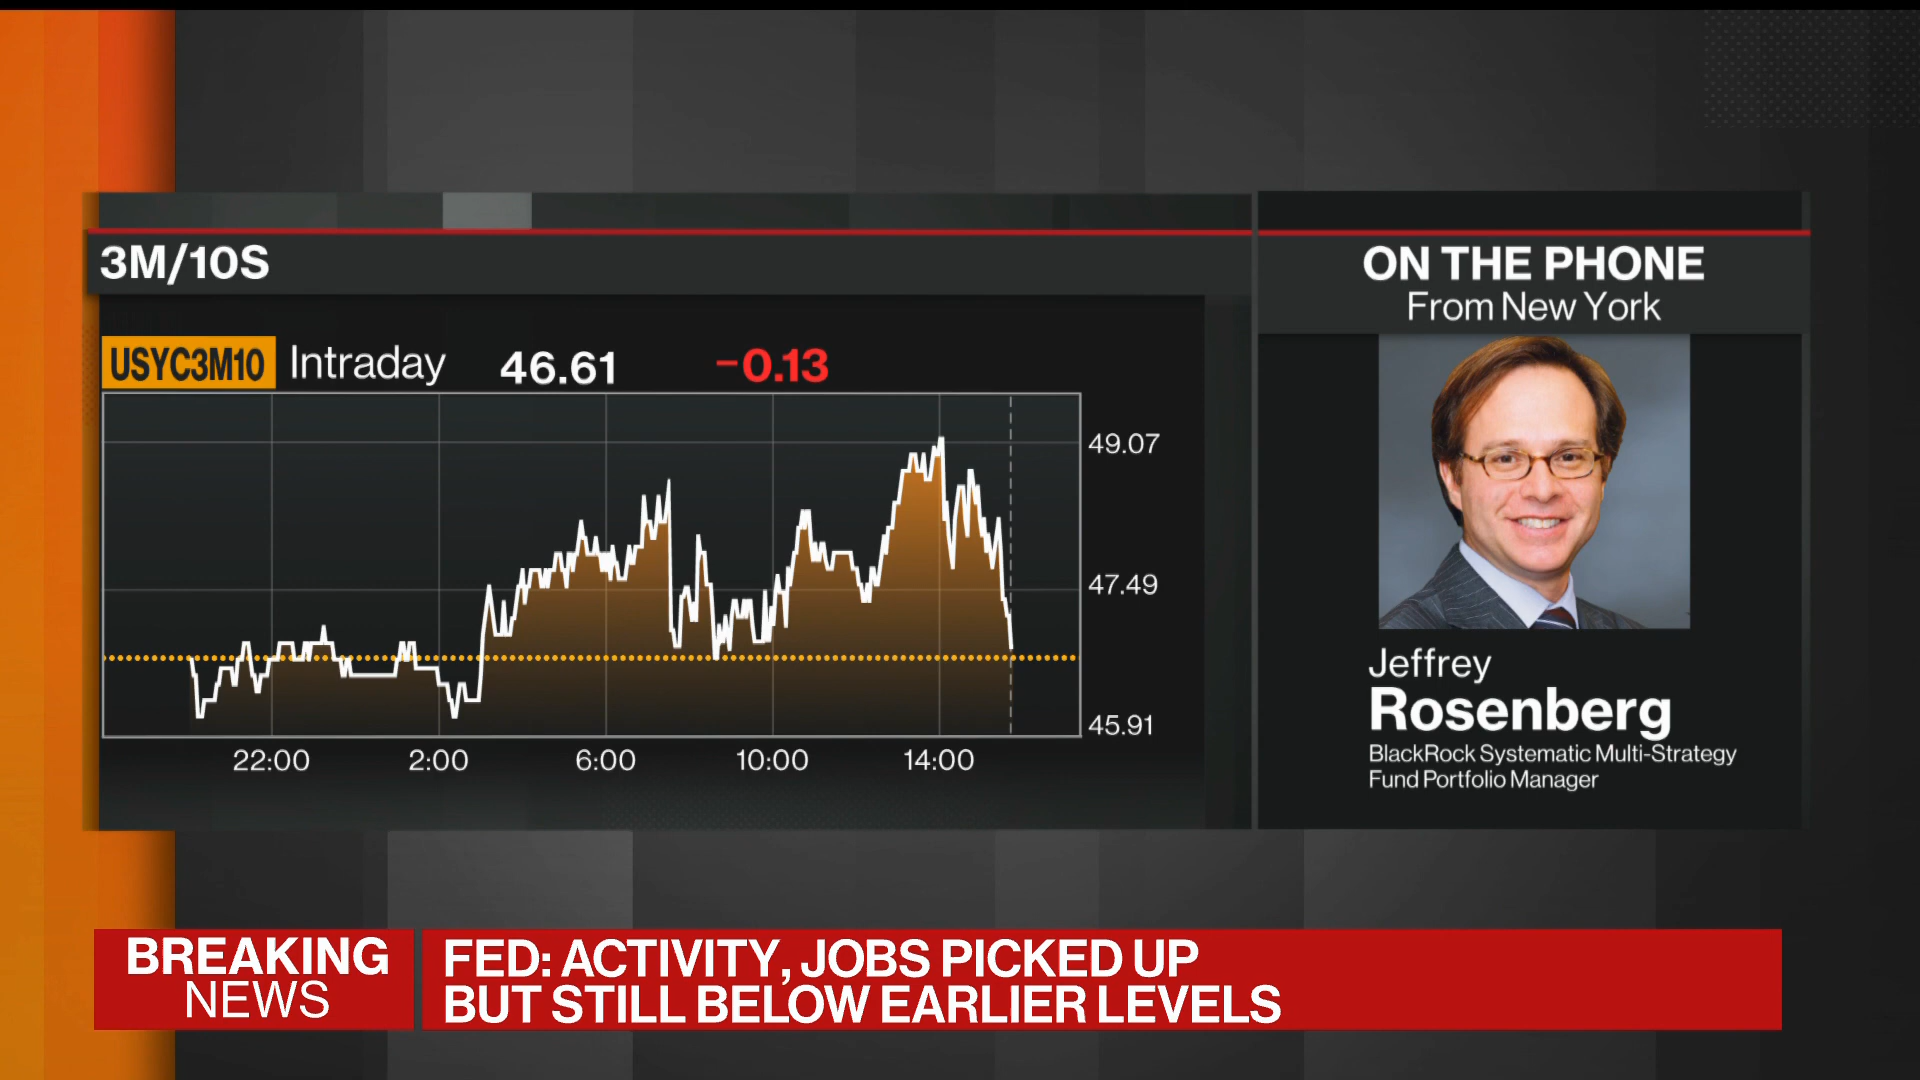 3M/10S
USYC3M10 Intraday 46.61 -0.13
49.07
47.49
45.91
22:00 2:00 6:00 10:00 14:00
ON THE PHONE
From New York
Jeffrey
Rosenberg
BlackRock Systematic Multi-Strategy
Fund Portfolio Manager
BREAKING
NEWS
FED: ACTIVITY, JOBS PICKED UP
BUT STILL BELOW EARLIER LEVELS